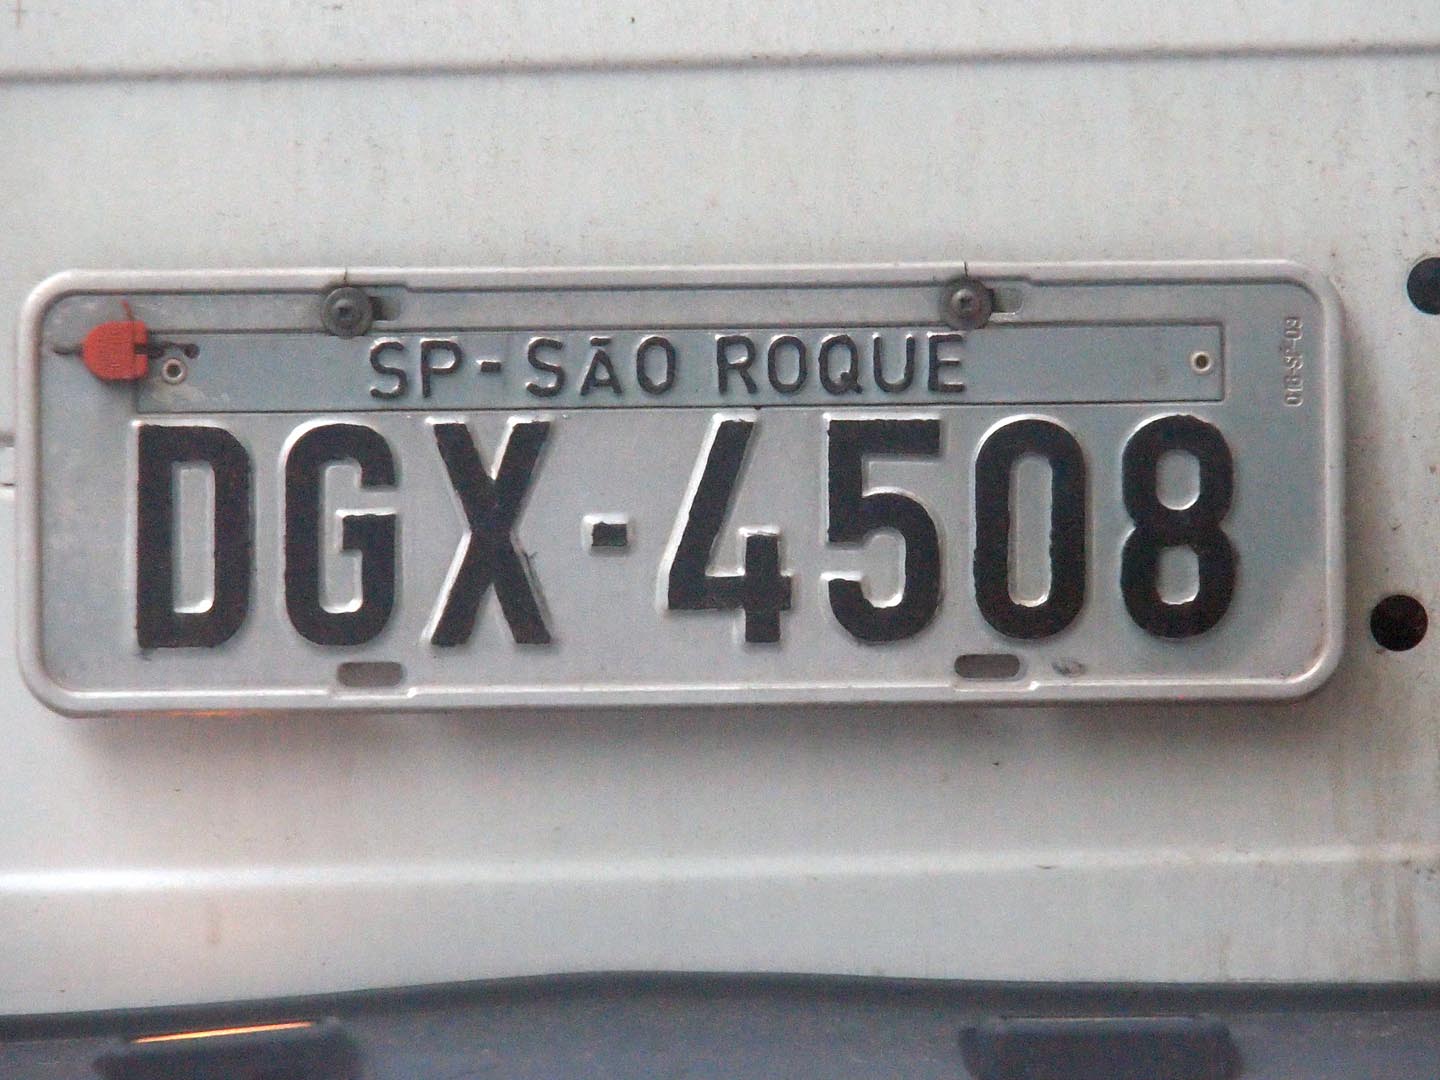 SP-SÃO ROQUE
DGX-4508